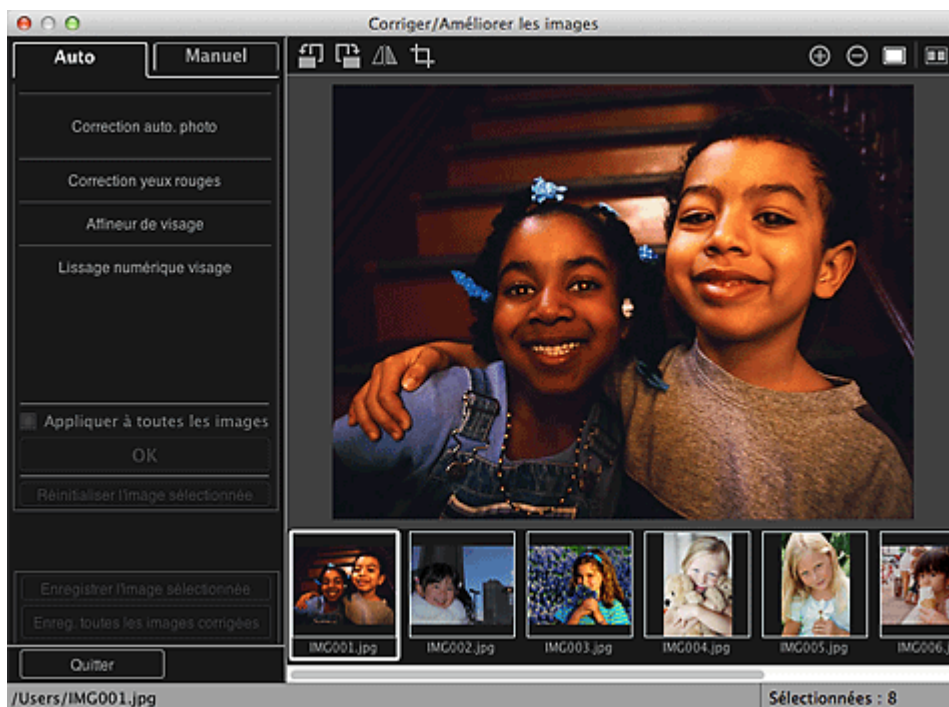 Corriger/Améliorer les images
Auto
Manuel
Correction auto. photo
Correction yeux rouges
Affineur de visage
Lissage numérique visage
Appliquer à toutes les images
OK
Réinitialiser l'image sélectionnée
Enregistrer l'image sélectionnée
Enreg. toutes les images corrigées
Quitter
IMG001.jpg
IMG002.jpg
IMG003.jpg
IMG004.jpg
IMG005.jpg
IMG006.j
/Users/IMG001.jpg
Sélectionnées : 8